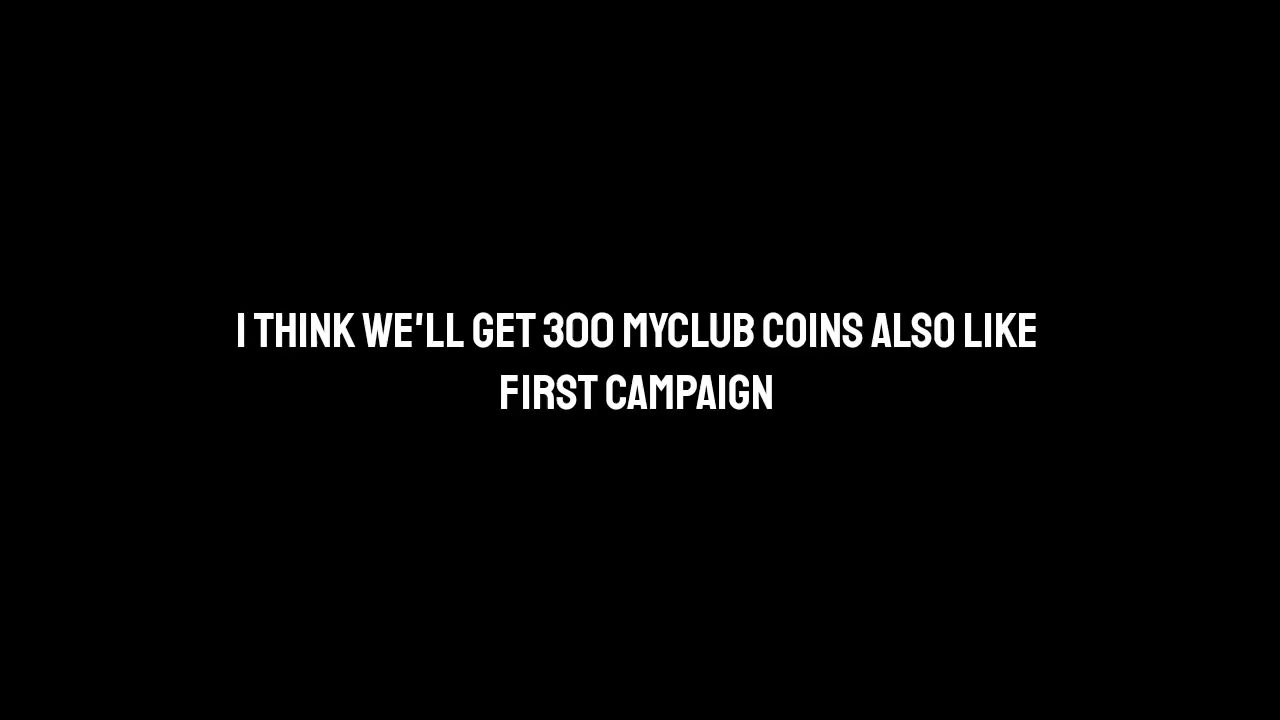 I THINK WE'LL GET 300 MYCLUB COINS ALSO LIKE
FIRST CAMPAIGN